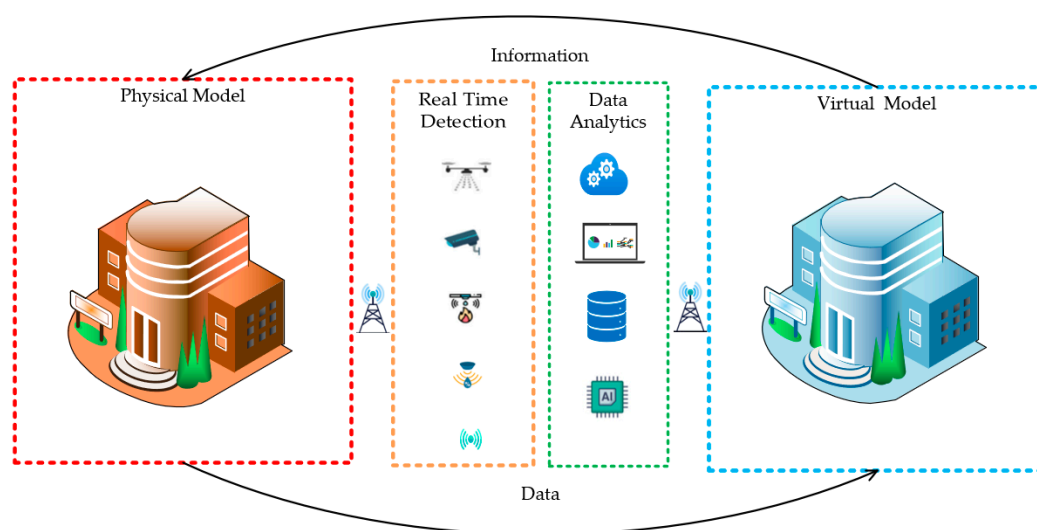 Information
Physical Model
Real Time
Detection
Data
Analytics
Virtual Model
AI
Data